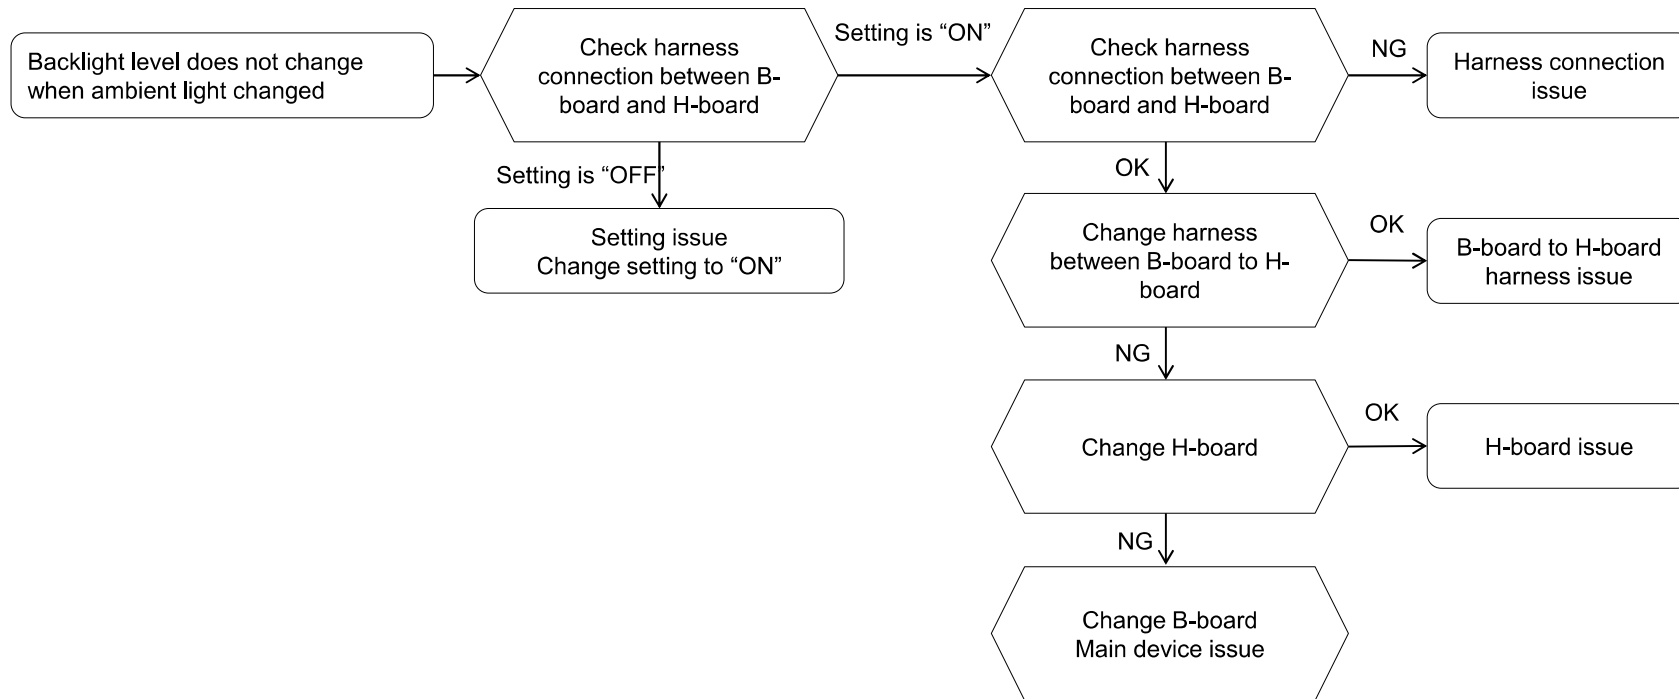 Backlight level does not change
when ambient light changed
Check harness
connection between B-
board and H-board
Setting is “ON”
Check harness
connection between B-
board and H-board
NG
Harness connection
issue
Setting is “OFF”
Setting issue
Change setting to “ON”
OK
Change harness
between B-board to H-
board
OK
B-board to H-board
harness issue
NG
Change H-board
OK
H-board issue
NG
Change B-board
Main device issue